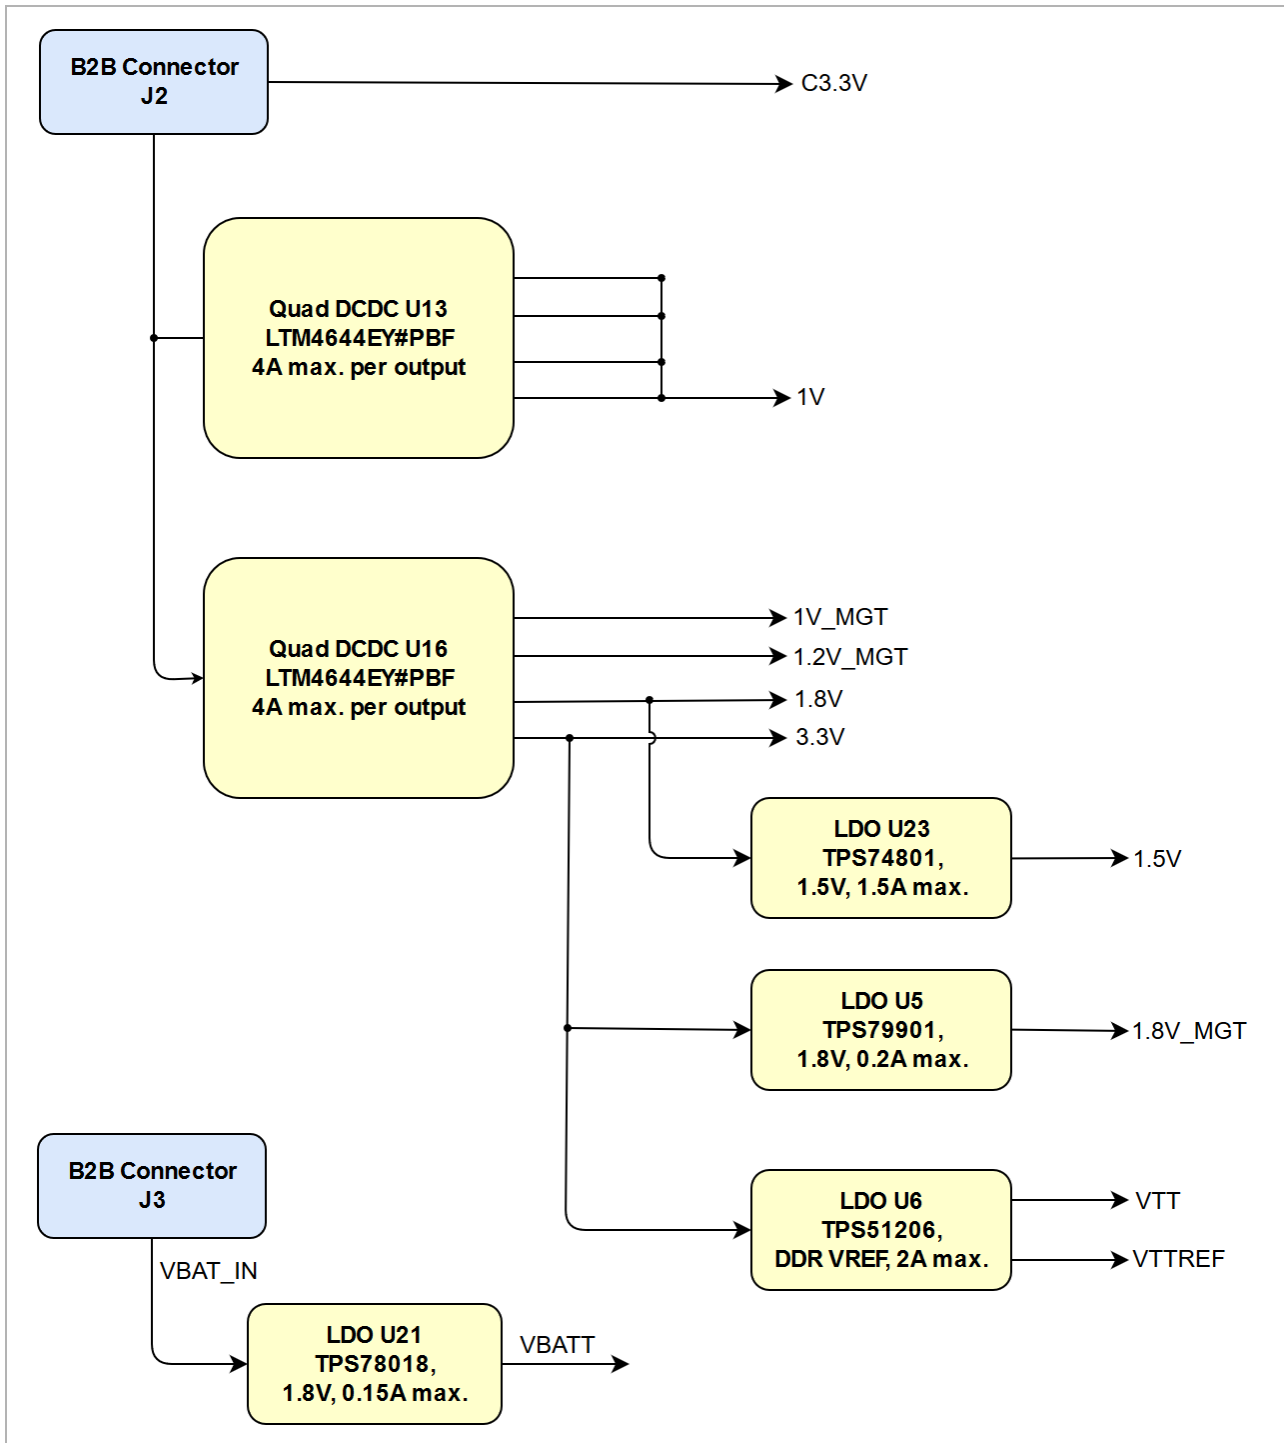 B2B Connector
J2
C3.3V
Quad DCDC U13
LTM4644EY#PBF
4A max. per output
1V
Quad DCDC U16
LTM4644EY#PBF
4A max. per output
1V_MGT
1.2V_MGT
1.8V
3.3V
LDO U23
TPS74801,
1.5V, 1.5A max.
1.5V
LDO U5
TPS79901,
1.8V, 0.2A max.
1.8V_MGT
B2B Connector
J3
VBAT_IN
LDO U6
TPS51206,
DDR VREF, 2A max.
VTT
VTTREF
LDO U21
TPS78018,
1.8V, 0.15A max.
VBATT